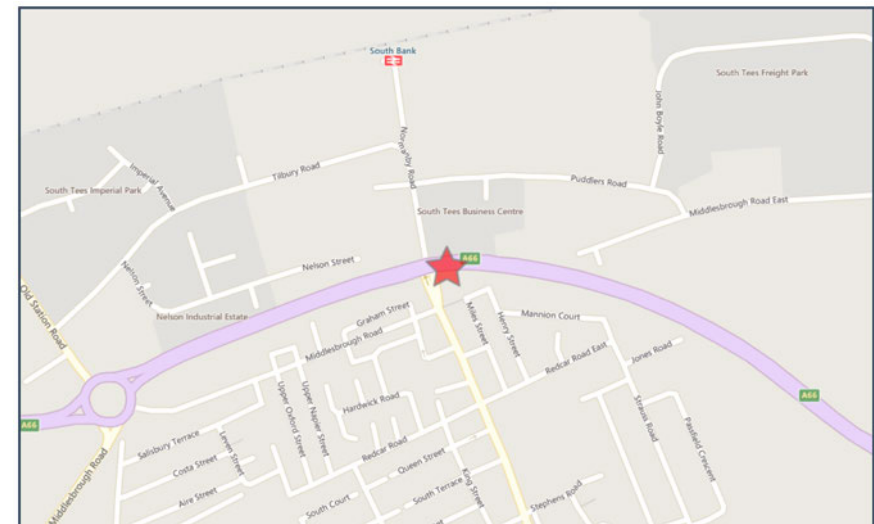 South Bank
South Tees Freight Park
John Boyle Road
Normanby Road
Imperial Avenue
Tilbury Road
Puddlers Road
South Tees Imperial Park
Middlesbrough Road East
South Tees Business Centre
Nelson Street
Nelson Street
A66
Old Station Road
Nelson Industrial Estate
Graham Street
Miles Street
Henry Street
Mannion Court
Middlesbrough Road
Jones Road
Redcar Road East
Upper Oxford Street
Upper Napier Street
Hardwick Road
A66
A66
Strauss Road
Passfield Crescent
Salisbury Terrace
Leven Street
Redcar Road
Costa Street
Queen Street
King Street
Middlesbrough Road
Aire Street
South Court
South Terrace
Stephens Road